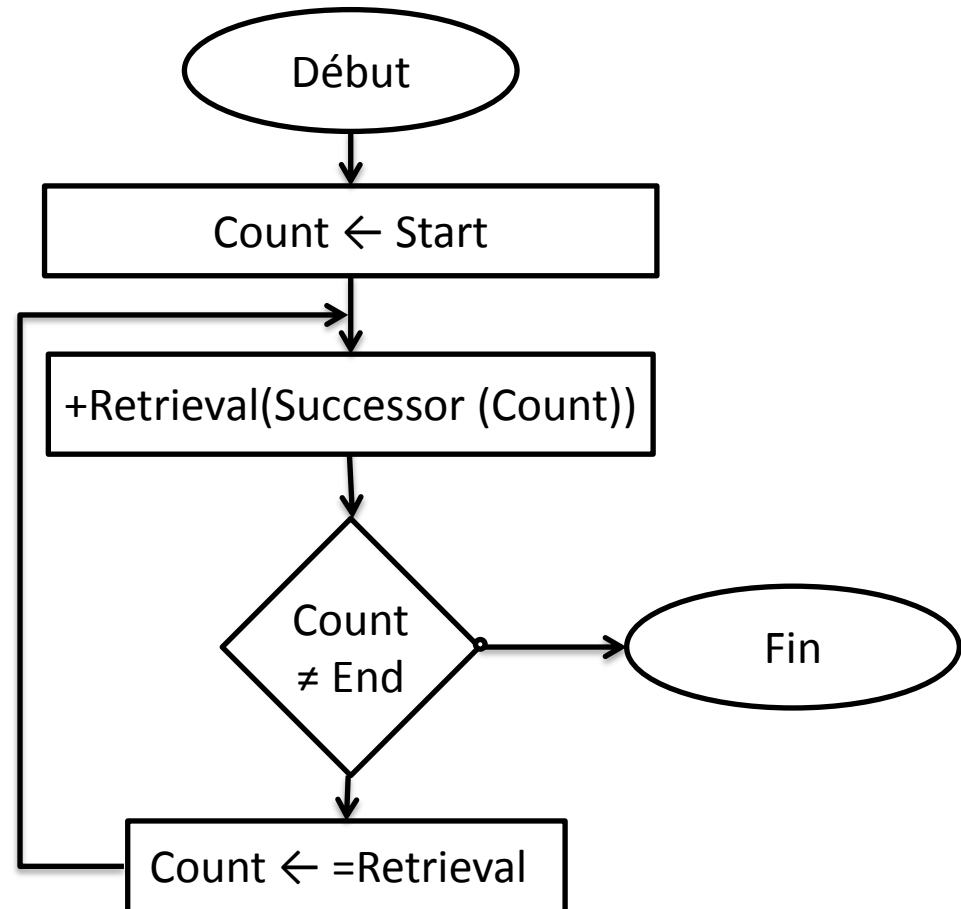 Début
Count ← Start
+Retrieval(Successor (Count))
Count
≠ End
Fin
Count ← =Retrieval